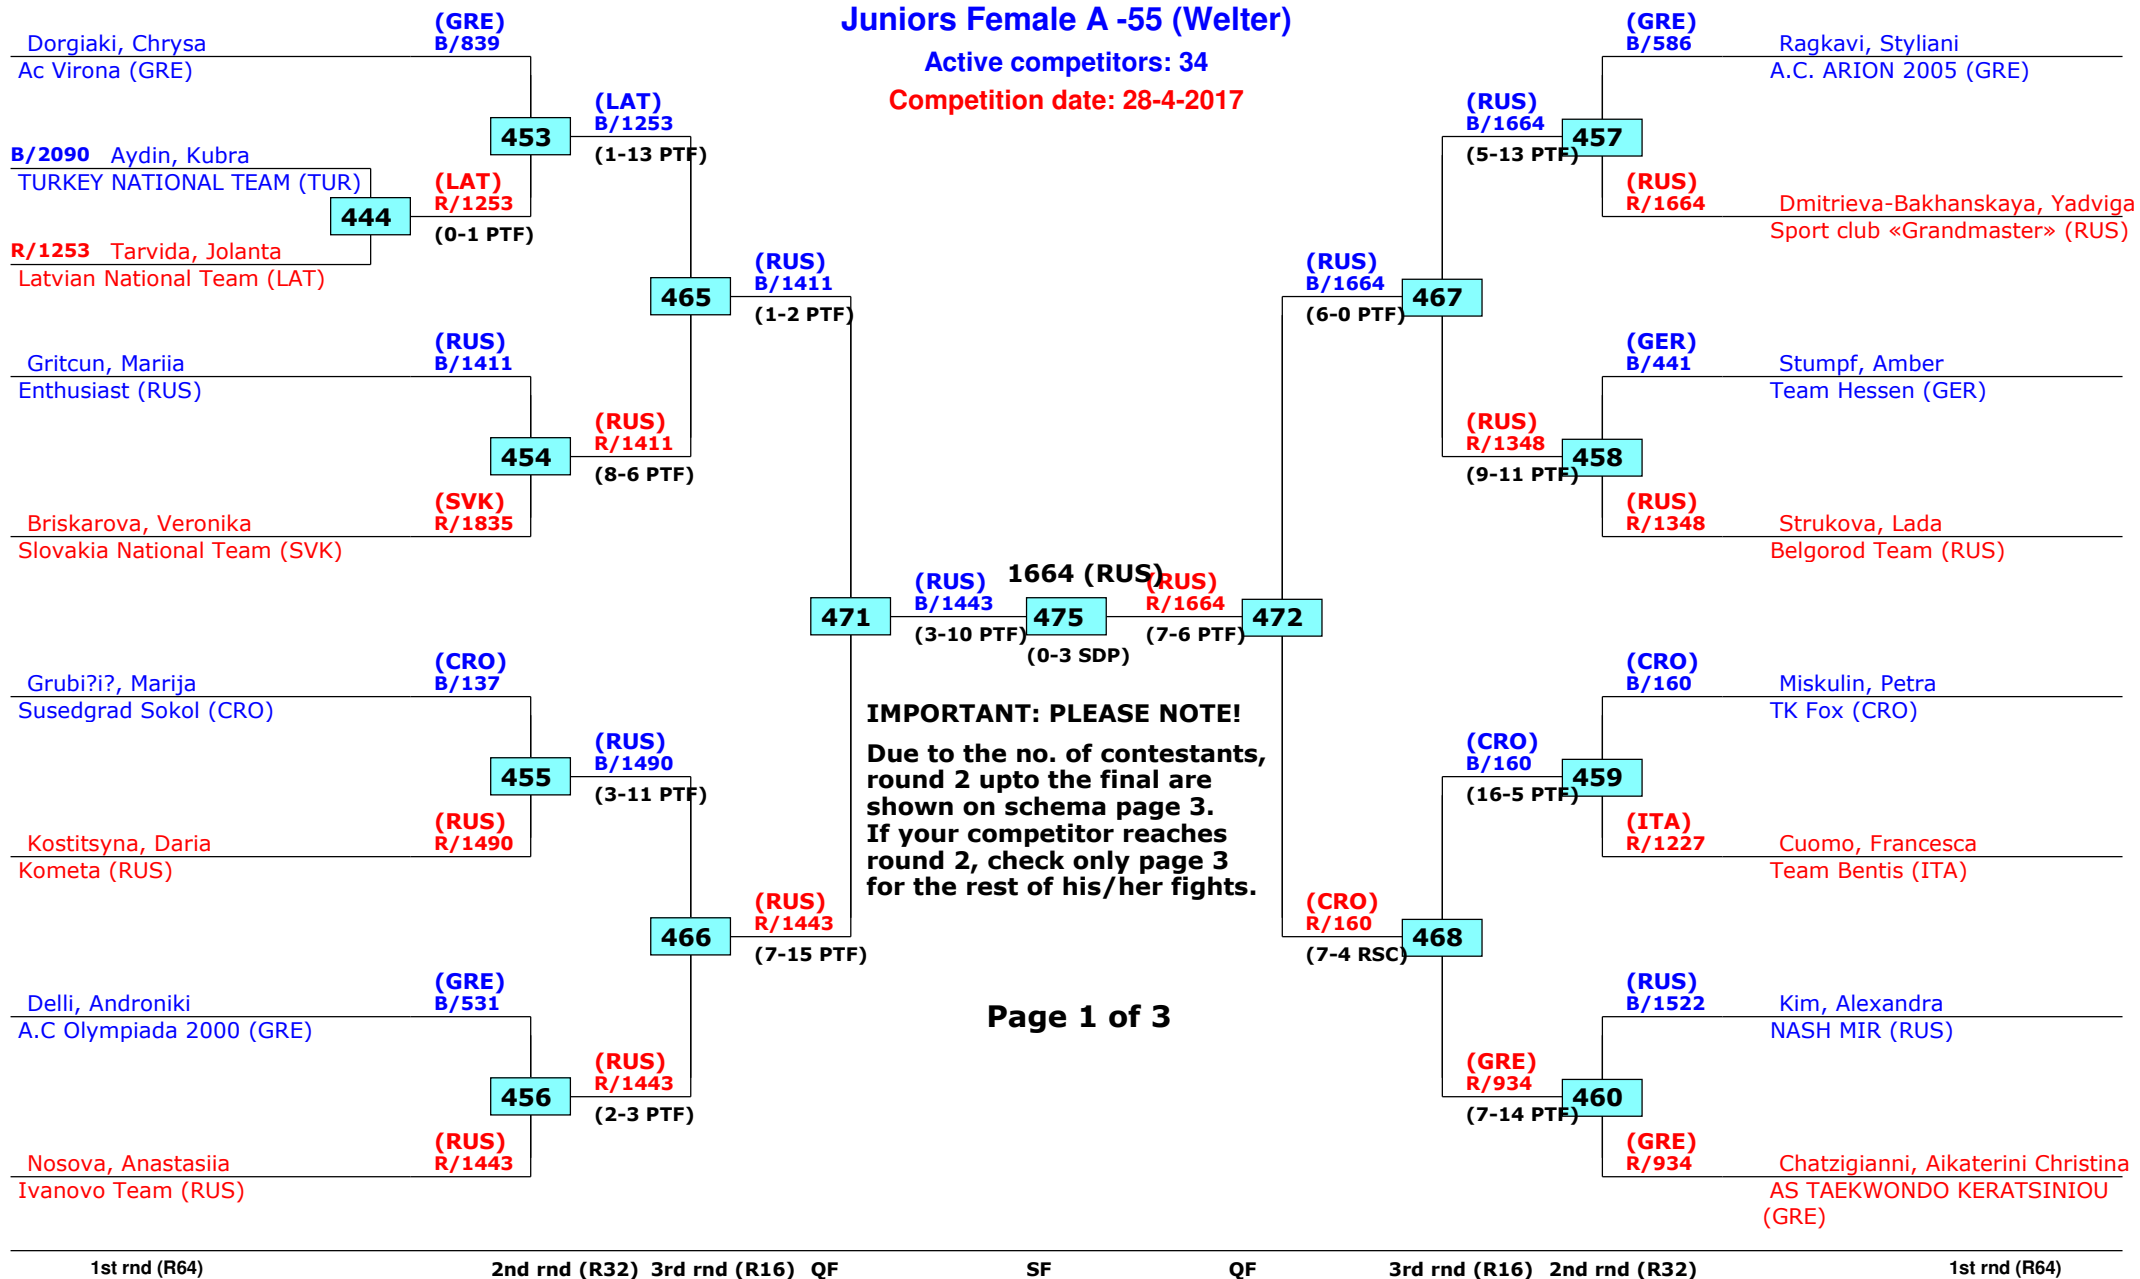 Juniors Female A -55 (Welter)
Active competitors: 34
Competition date: 28-4-2017
Dorgiaki, Chrysa
Ac Virona (GRE)
(GRE)
B/839
B/2090 Aydin, Kubra
TURKEY NATIONAL TEAM (TUR)
444
R/1253 Tarvida, Jolanta
Latvian National Team (LAT)
(LAT)
R/1253
(0-1 PTF)
453
(LAT)
B/1253
(1-13 PTF)
Gritcun, Mariia
Enthusiast (RUS)
(RUS)
B/1411
454
Briskarova, Veronika
Slovakia National Team (SVK)
(SVK)
R/1835
(RUS)
R/1411
(8-6 PTF)
465
(RUS)
B/1411
(1-2 PTF)
Grubi?i?, Marija
Susedgrad Sokol (CRO)
(CRO)
B/137
455
Kostitsyna, Daria
Kometa (RUS)
(RUS)
R/1490
(RUS)
B/1490
(3-11 PTF)
Delli, Androniki
A.C Olympiada 2000 (GRE)
(GRE)
B/531
456
Nosova, Anastasiia
Ivanovo Team (RUS)
(RUS)
R/1443
(RUS)
R/1443
(2-3 PTF)
466
(RUS)
R/1443
(7-15 PTF)
471
(RUS)
B/1443
(3-10 PTF)
1664 (RUS)
475
(0-3 SDP)
(RUS)
R/1664
(7-6 PTF)
472
IMPORTANT: PLEASE NOTE!
Due to the no. of contestants,
round 2 upto the final are
shown on schema page 3.
If your competitor reaches
round 2, check only page 3
for the rest of his/her fights.
Page 1 of 3
(RUS)
B/1664
(6-0 PTF)
467
(RUS)
B/1664
(5-13 PTF)
457
(GRE)
B/586
Ragkavi, Styliani
A.C. ARION 2005 (GRE)
(RUS)
R/1664
Dmitrieva-Bakhanskaya, Yadviga
Sport club «Grandmaster» (RUS)
(RUS)
R/1348
(9-11 PTF)
458
(GER)
B/441
Stumpf, Amber
Team Hessen (GER)
(RUS)
R/1348
Strukova, Lada
Belgorod Team (RUS)
(CRO)
R/160
(7-4 RSC)
468
(CRO)
B/160
(16-5 PTF)
459
(CRO)
B/160
Miskulin, Petra
TK Fox (CRO)
(ITA)
R/1227
Cuomo, Francesca
Team Bentis (ITA)
(GRE)
R/934
(7-14 PTF)
460
(RUS)
B/1522
Kim, Alexandra
NASH MIR (RUS)
(GRE)
R/934
Chatzigianni, Aikaterini Christina
AS TAEKWONDO KERATSINIOU
(GRE)
1st rnd (R64) 2nd rnd (R32) 3rd rnd (R16) QF SF QF 3rd rnd (R16) 2nd rnd (R32) 1st rnd (R64)